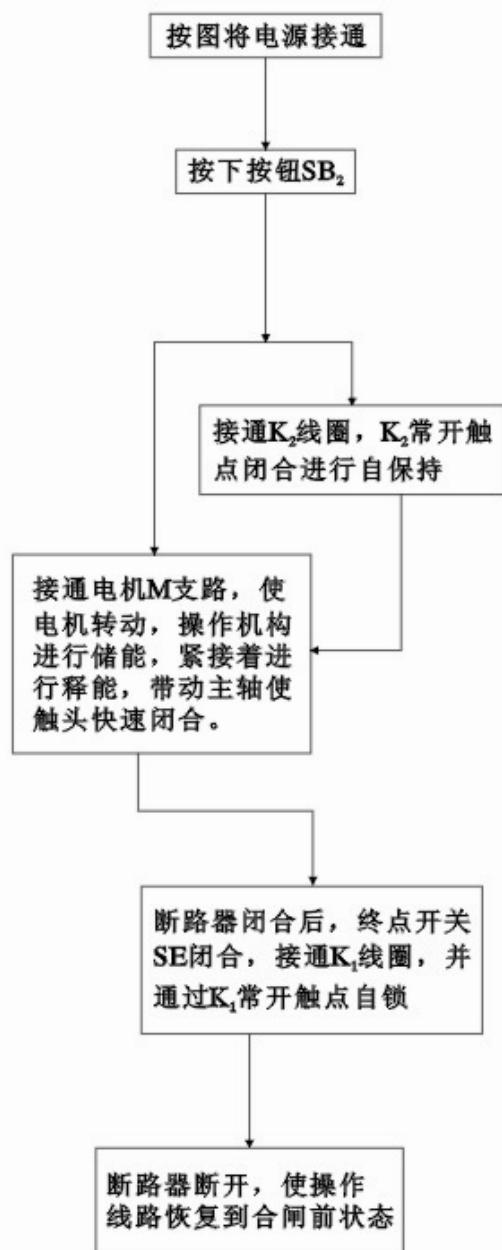 按图将电源接通
按下按钮SB₂
接通K₂线圈，K₂常开触
点闭合进行自保持
接通电机M支路，使
电机转动，操作机构
进行储能，紧接着进
行释能，带动主轴使
触头快速闭合。
断路器闭合后，终点开关
SE闭合，接通K₁线圈，并
通过K₁常开触点自锁
断路器断开，使操作
线路恢复到合闸前状态